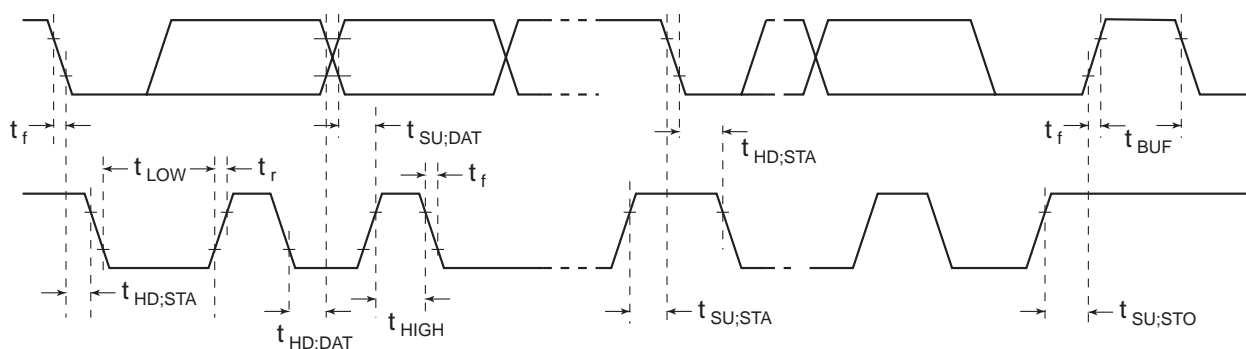 t f
t SU;DAT
t HD;STA
t f
t BUF
t LOW
t r
t f
t HD;STA
t HD;DAT
t HIGH
t SU;STA
t SU;STO